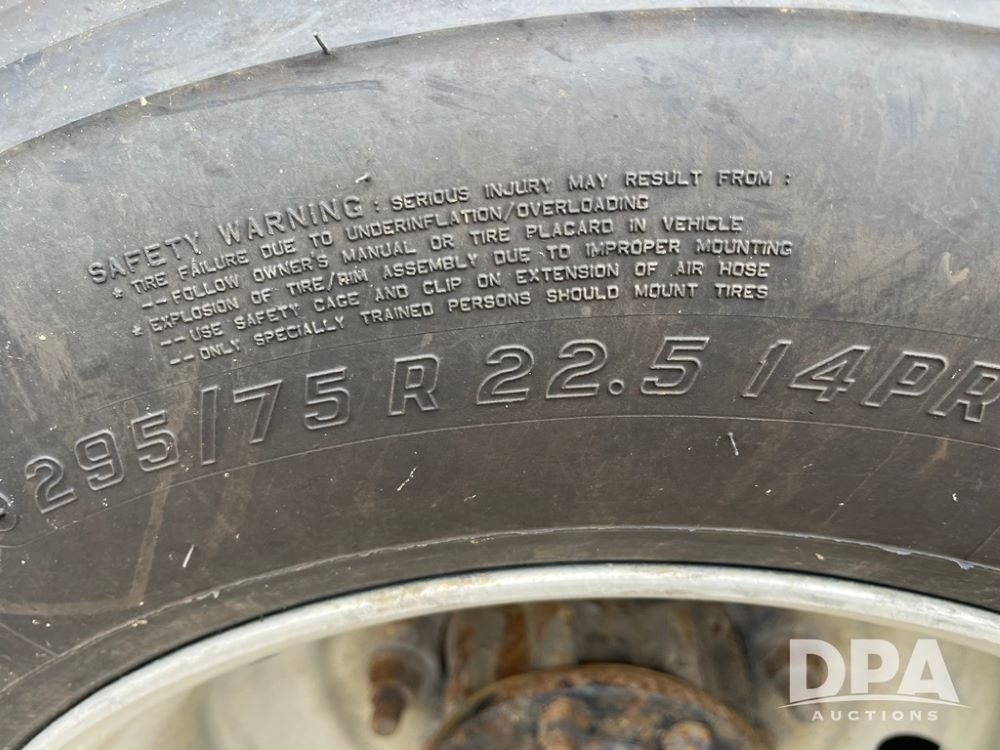 SAFETY WARNING : SERIOUS INJURY MAY RESULT FROM :
* TIRE FAILURE DUE TO UNDERINFLATION/OVERLOADING
-- FOLLOW OWNER'S MANUAL OR TIRE PLACARD IN VEHICLE
* EXPLOSION OF TIRE/RIM ASSEMBLY DUE TO IMPROPER MOUNTING
-- USE SAFETY CAGE AND CLIP ON EXTENSION OF AIR HOSE
-- ONLY SPECIALLY TRAINED PERSONS SHOULD MOUNT TIRES
295/75 R 22.5 14PR
DPA
AUCTIONS